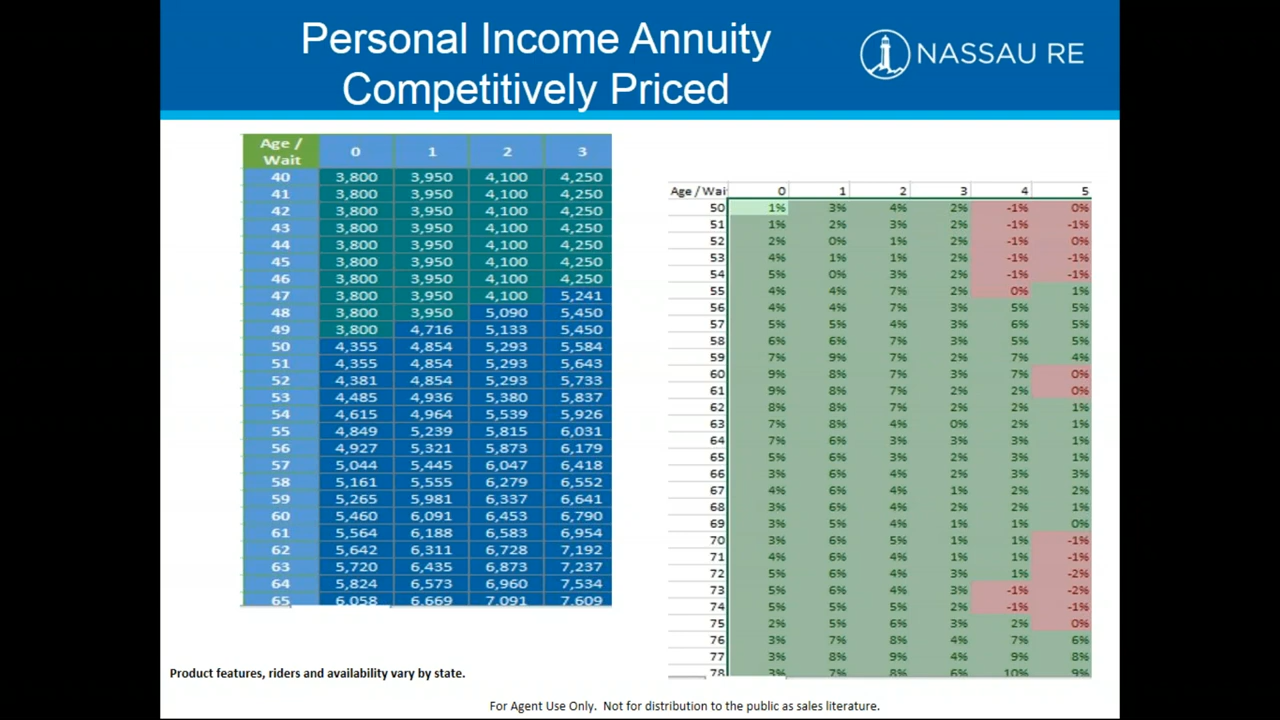 Personal Income Annuity
Competitively Priced
NASSAU RE
Age / Wait 0 1 2 3
40 3,800 3,950 4,100 4,250
41 3,800 3,950 4,100 4,250
42 3,800 3,950 4,100 4,250
43 3,800 3,950 4,100 4,250
44 3,800 3,950 4,100 4,250
45 3,800 3,950 4,100 4,250
46 3,800 3,950 4,100 4,250
47 3,800 3,950 4,100 5,241
48 3,800 3,950 5,090 5,450
49 3,800 4,716 5,133 5,450
50 4,355 4,854 5,293 5,584
51 4,355 4,854 5,293 5,643
52 4,381 4,854 5,293 5,733
53 4,485 4,936 5,380 5,837
54 4,615 4,964 5,539 5,926
55 4,849 5,239 5,815 6,031
56 4,927 5,321 5,873 6,179
57 5,044 5,445 6,047 6,418
58 5,161 5,555 6,279 6,552
59 5,265 5,981 6,337 6,641
60 5,460 6,091 6,453 6,790
61 5,564 6,188 6,583 6,954
62 5,642 6,311 6,728 7,192
63 5,720 6,435 6,873 7,237
64 5,824 6,573 6,960 7,534
65 6,058 6,669 7,091 7,609
Age / Wai 0 1 2 3 4 5
50 1% 3% 4% 2% -1% 0%
51 1% 2% 3% 2% -1% -1%
52 2% 0% 1% 2% -1% 0%
53 4% 1% 1% 2% -1% -1%
54 5% 0% 3% 2% -1% -1%
55 4% 4% 7% 2% 0% 1%
56 4% 4% 7% 3% 5% 5%
57 5% 5% 4% 3% 6% 5%
58 6% 6% 7% 3% 5% 5%
59 7% 9% 7% 2% 7% 4%
60 9% 8% 7% 3% 7% 0%
61 9% 8% 7% 2% 2% 0%
62 8% 8% 7% 2% 2% 1%
63 7% 8% 4% 0% 2% 1%
64 7% 6% 3% 3% 3% 1%
65 5% 6% 3% 2% 3% 1%
66 3% 6% 4% 2% 3% 3%
67 4% 6% 4% 1% 2% 2%
68 3% 6% 4% 2% 2% 1%
69 3% 5% 4% 1% 1% 0%
70 3% 6% 5% 1% 1% -1%
71 4% 6% 4% 1% 1% -1%
72 5% 6% 4% 3% 1% -2%
73 5% 6% 4% 3% -1% -2%
74 5% 5% 5% 2% -1% -1%
75 2% 5% 6% 3% 2% 0%
76 3% 7% 8% 4% 7% 6%
77 3% 8% 9% 4% 9% 8%
78 3% 7% 8% 6% 10% 9%
Product features, riders and availability vary by state.
For Agent Use Only. Not for distribution to the public as sales literature.